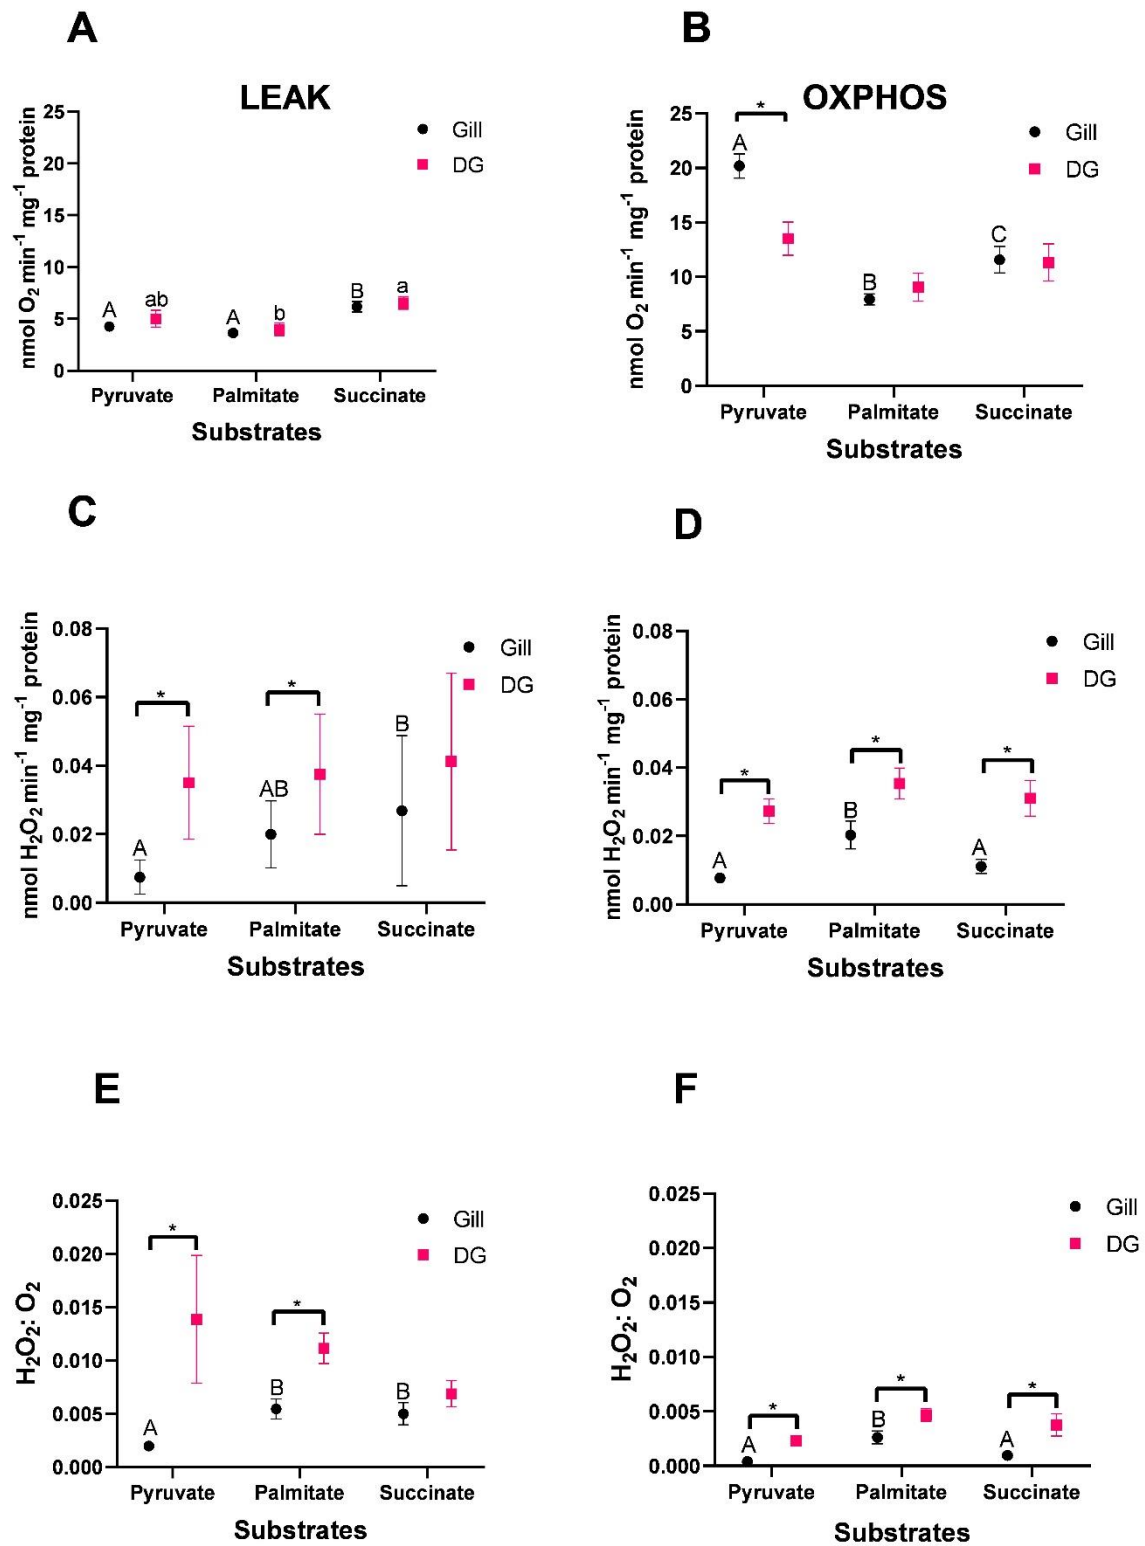 A
LEAK
nmol O₂ min⁻¹ mg⁻¹ protein
25
20
15
10
5
0
Gill
DG
A
ab
A
b
B
a
Pyruvate Palmitate Succinate
Substrates
B
OXPHOS
nmol O₂ min⁻¹ mg⁻¹ protein
25
20
15
10
5
0
*
Gill
DG
A
B
C
Pyruvate Palmitate Succinate
Substrates
C
nmol H₂O₂ min⁻¹ mg⁻¹ protein
0.08
0.06
0.04
0.02
0.00
Gill
DG
*
*
A
AB
B
Pyruvate Palmitate Succinate
Substrates
D
nmol H₂O₂ min⁻¹ mg⁻¹ protein
0.08
0.06
0.04
0.02
0.00
Gill
DG
*
*
*
A
B
A
Pyruvate Palmitate Succinate
Substrates
E
H₂O₂: O₂
0.025
0.020
0.015
0.010
0.005
0.000
Gill
DG
*
*
A
B
B
Pyruvate Palmitate Succinate
Substrates
F
H₂O₂: O₂
0.025
0.020
0.015
0.010
0.005
0.000
Gill
DG
*
*
*
A
B
A
Pyruvate Palmitate Succinate
Substrates